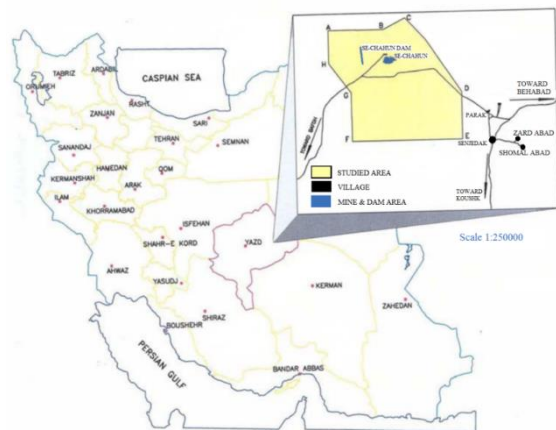 A
B
C
SE-CHAHUN DAM
SE-CHAHUN
H
G
D
F
E
TOWARD
BEHABAD
PARAK
ZARD ABAD
SENJEDAK
SHOMAL ABAD
TOWARD
KOUSHK
STUDIED AREA
VILLAGE
MINE & DAM AREA
Scale 1:250000
CASPIAN SEA
TABRIZ
ARDABIL
ORUMIEH
RASHT
ZANJAN
SARI
TEHRAN
SEMNAN
SANANDAJ
HAMEDAN
QOM
KERMANSHAH
ARAK
ILAM
KHORRAMABAD
ISFEHAN
SHAHR-E KORD
YAZD
AHWAZ
YASUDJ
KERMAN
ZAHEDAN
SHIRAZ
BOUSHEHR
PERSIAN GULF
BANDAR ABBAS